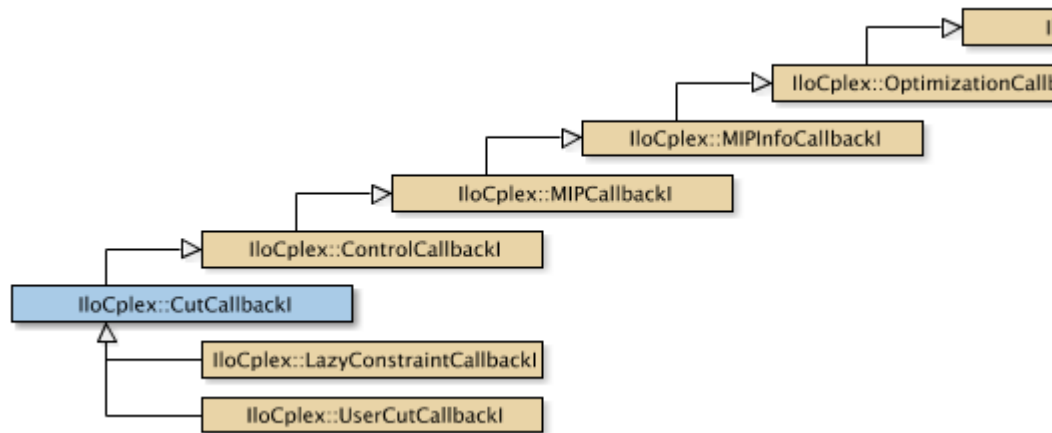 IloCplex::OptimizationCallb
IloCplex::MIPInfoCallbackI
IloCplex::MIPCallbackI
IloCplex::ControlCallbackI
IloCplex::CutCallbackI
IloCplex::LazyConstraintCallbackI
IloCplex::UserCutCallbackI